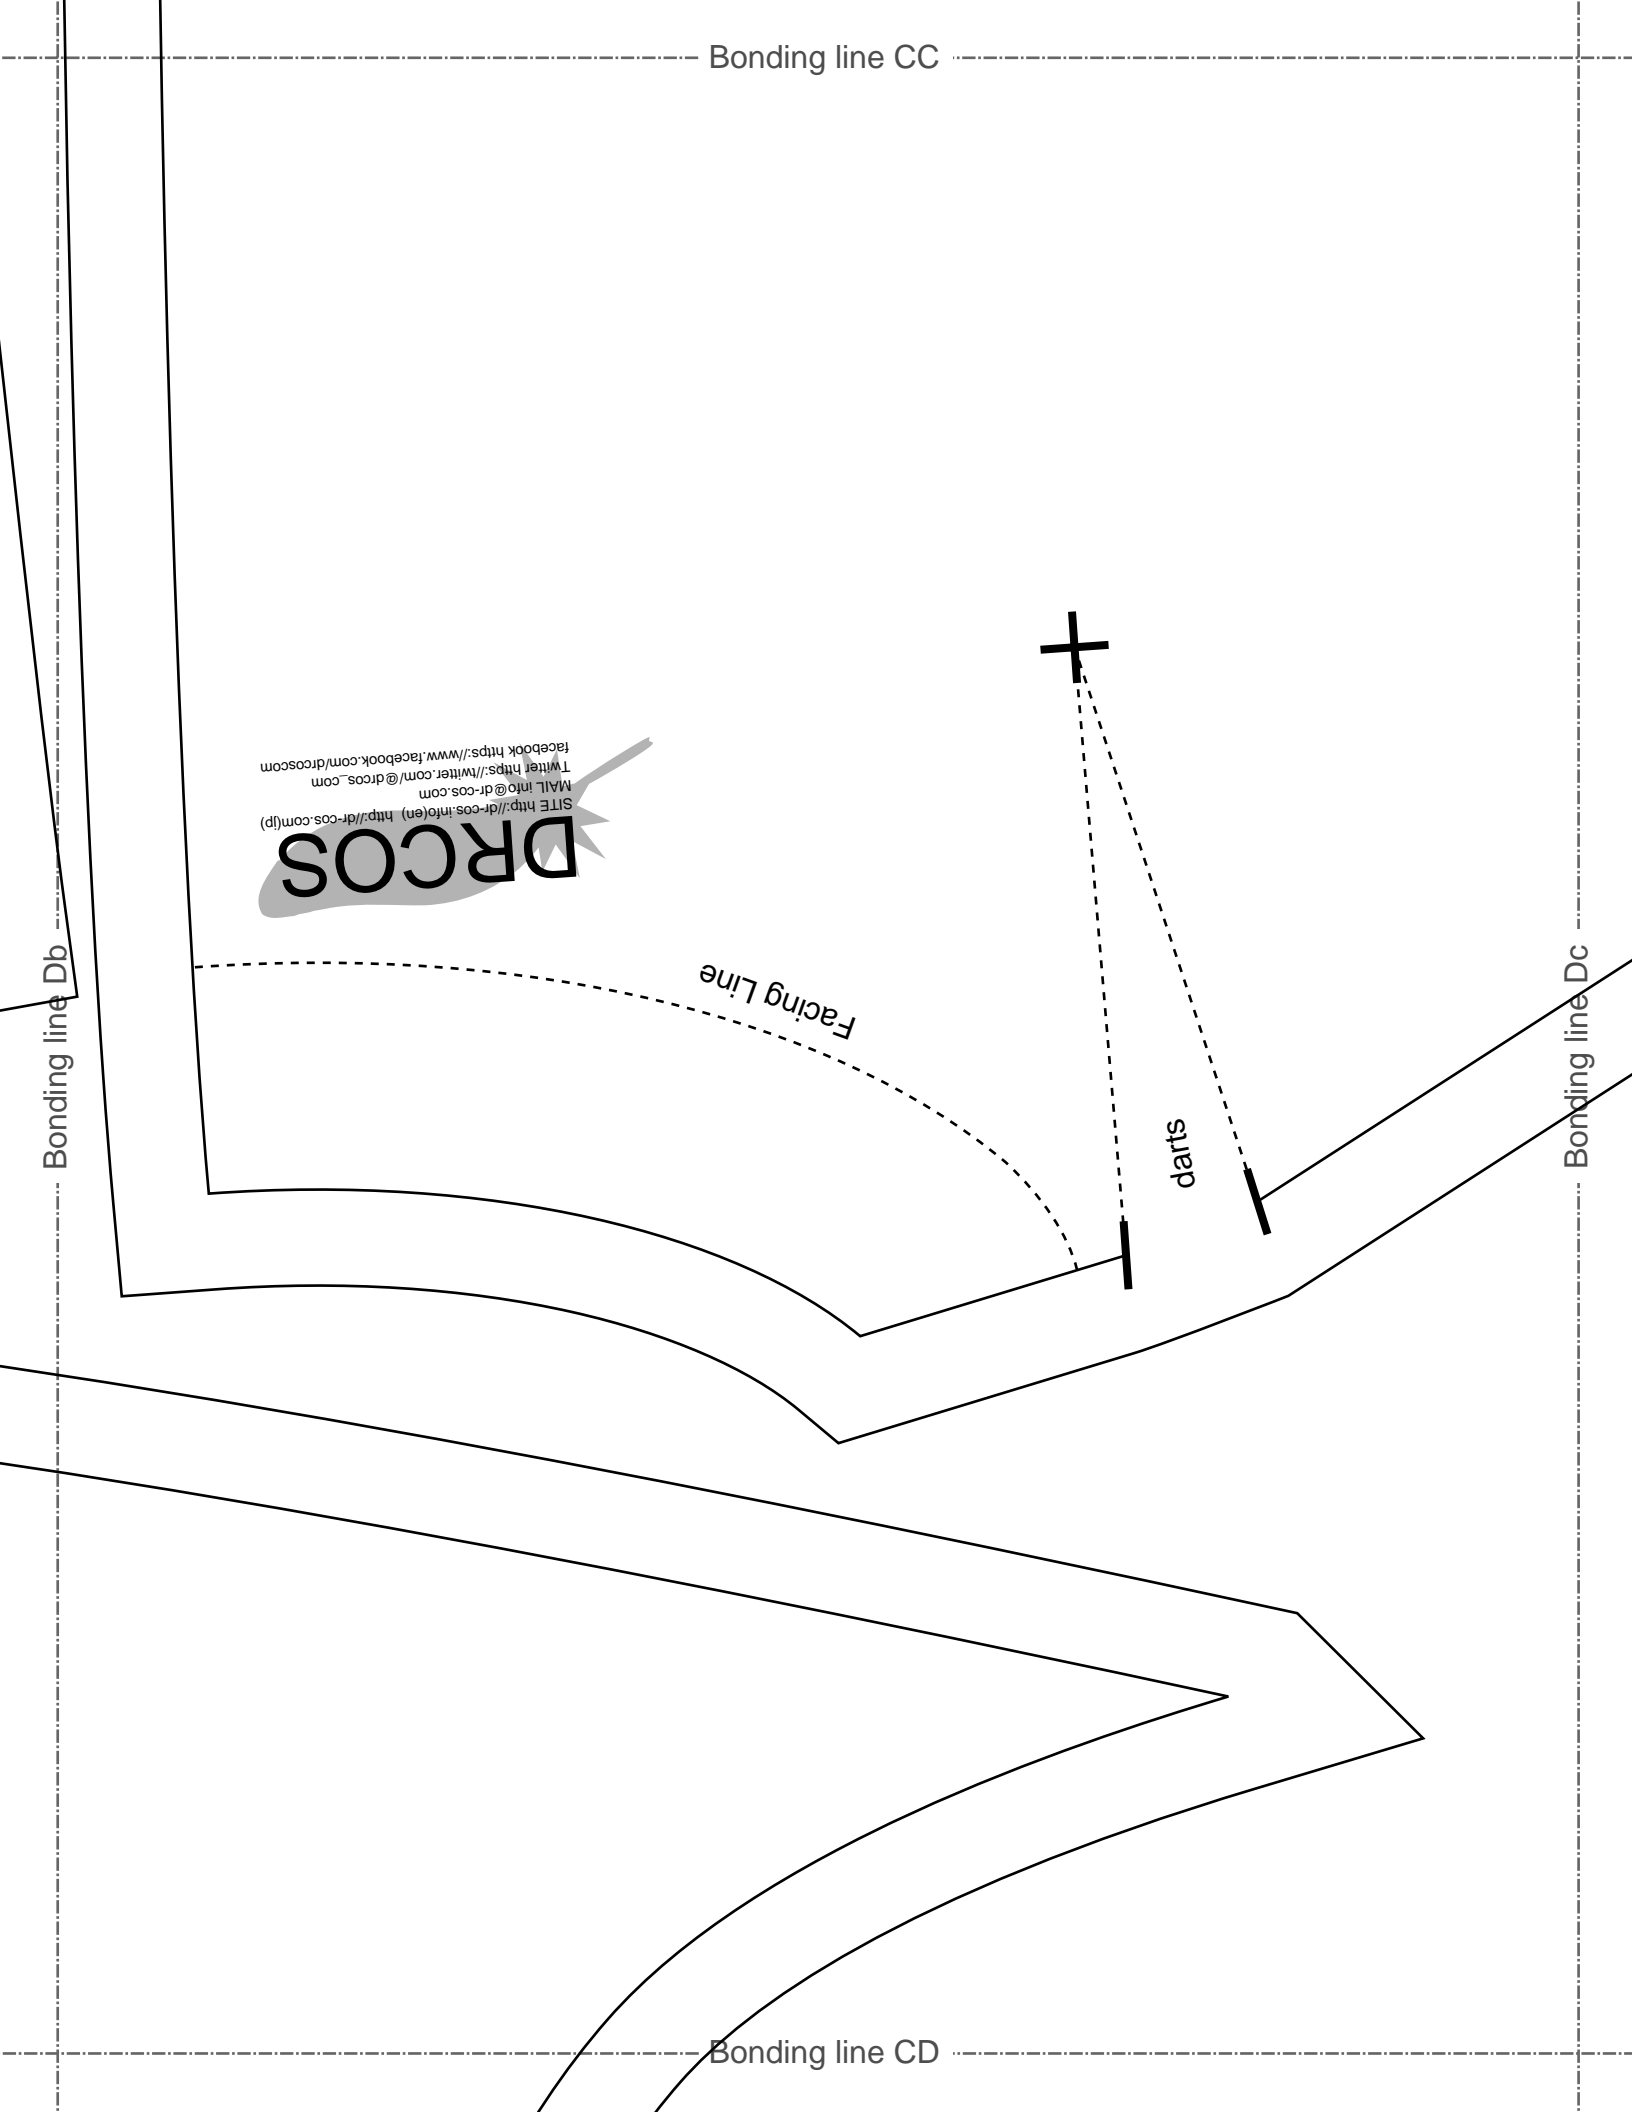 Bonding line CC
facebook https://www.facebook.com/drcoscom
Twitter https://twitter.com/@drcos_com
MAIL info@dr-cos.com
SITE http://dr-cos.info(en) http://dr-cos.com(jp)
DRCOS
Facing Line
Bonding line Db
Bonding line Dc
darts
Bonding line CD